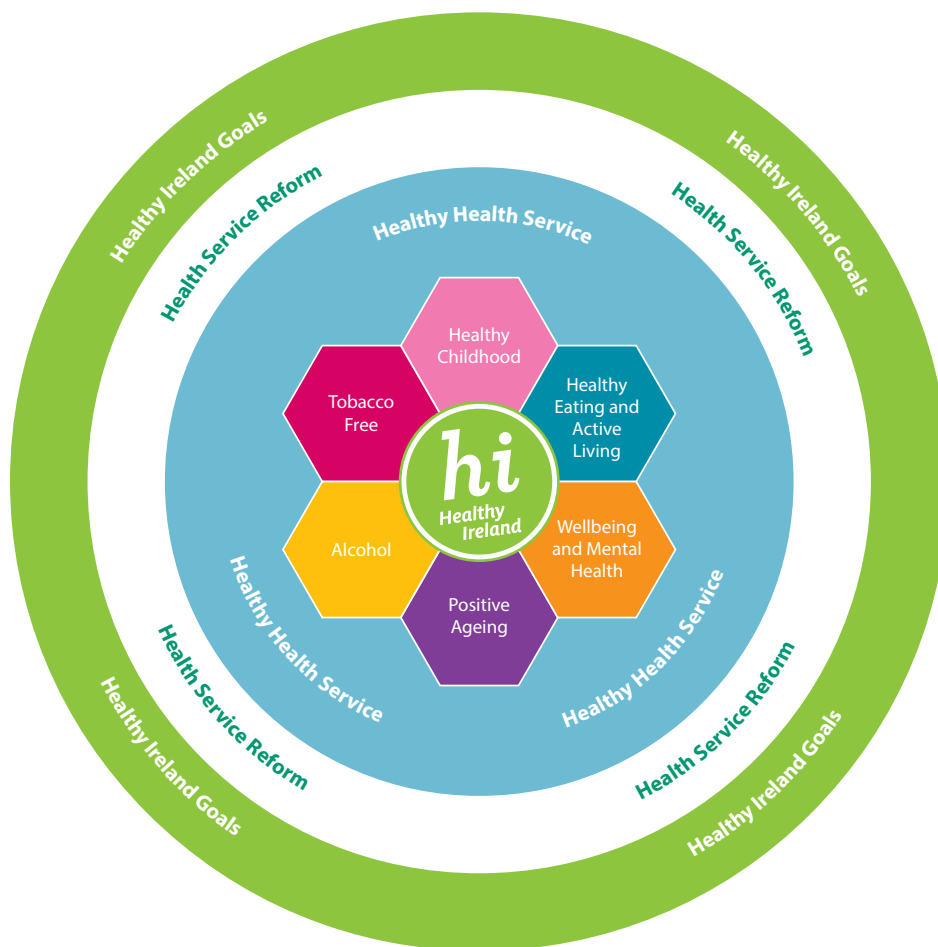 Healthy Ireland Goals
Healthy Ireland Goals
Health Service Reform
Health Service Reform
Healthy Health Service
Healthy
Childhood
Tobacco
Free
Healthy
Eating and
Active
Living
hi
Healthy
Ireland
Alcohol
Wellbeing
and Mental
Health
Positive
Ageing
Healthy Health Service
Healthy Health Service
Health Service Reform
Health Service Reform
Healthy Ireland Goals
Healthy Ireland Goals